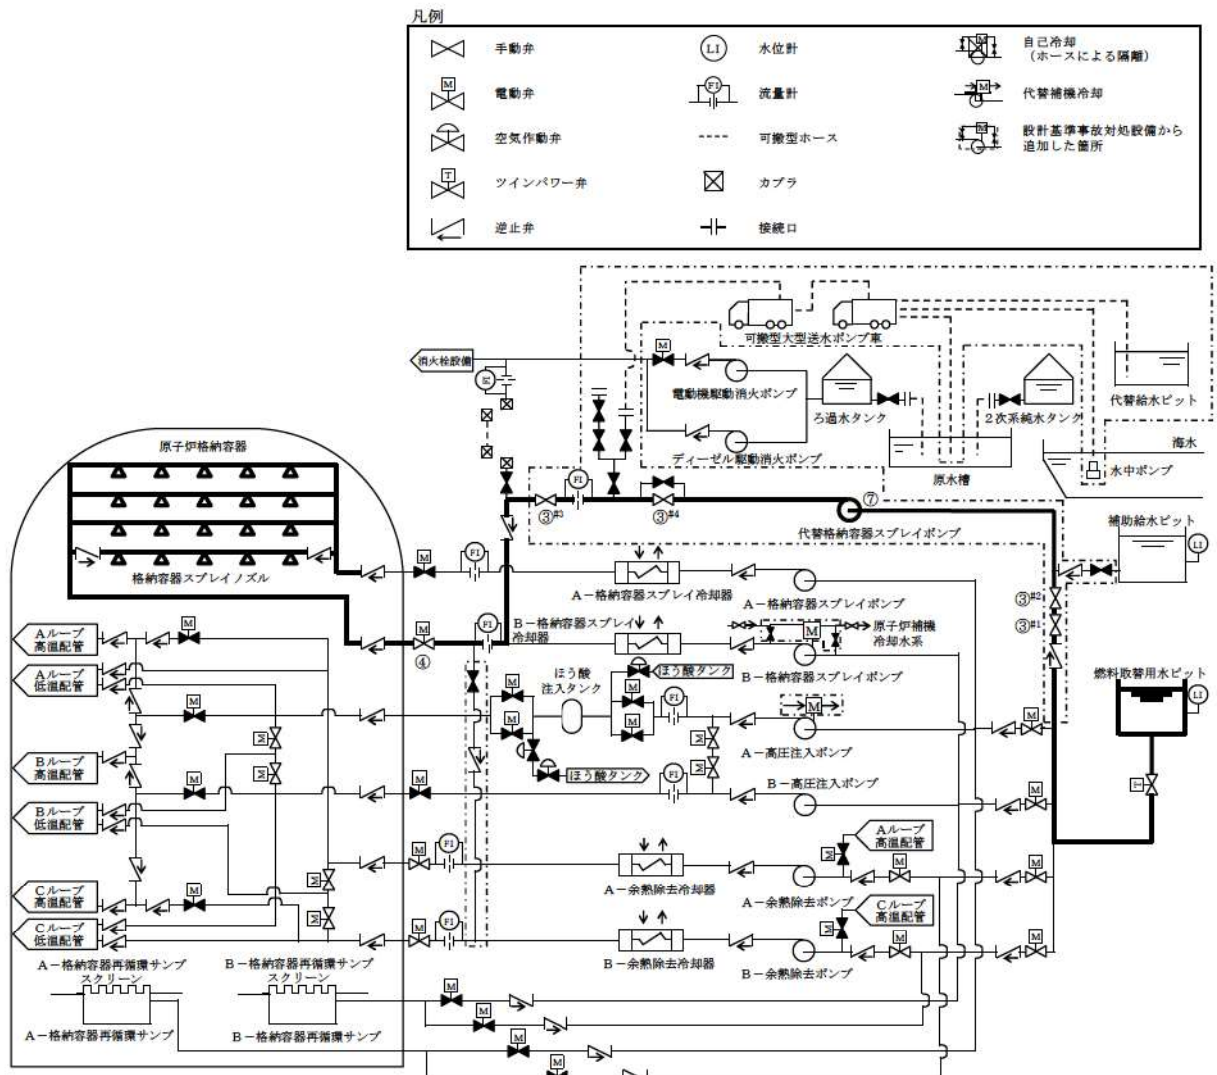 凡例
手動弁
電動弁
空気作動弁
ツインパワー弁
逆止弁
LI
水位計
FI
流量計
可搬型ホース
カプラ
接続口
自己冷却
（ホースによる隔離）
代替補機冷却
設計基準事故対処設備から
追加した箇所
M
T
可搬型大型送水ポンプ車
消火栓設備
電動機駆動消火ポンプ
ろ過水タンク
２次系純水タンク
代替給水ピット
ディーゼル駆動消火ポンプ
原水槽
水中ポンプ
海水
原子炉格納容器
③#3
③#4
⑦
代替格納容器スプレイポンプ
補助給水ピット
格納容器スプレイノズル
A－格納容器スプレイ冷却器
A－格納容器スプレイポンプ
③#2
③#1
B－格納容器スプレイ
冷却器
原子炉補機
冷却水系
④
B－格納容器スプレイポンプ
燃料取替用水ピット
Aループ
高温配管
Aループ
低温配管
ほう酸
注入タンク
ほう酸タンク
A－高圧注入ポンプ
Bループ
高温配管
ほう酸タンク
B－高圧注入ポンプ
Bループ
低温配管
Aループ
高温配管
A－余熱除去冷却器
A－余熱除去ポンプ
Cループ
高温配管
Cループ
高温配管
Cループ
低温配管
B－余熱除去冷却器
B－余熱除去ポンプ
A－格納容器再循環サンプ
スクリーン
B－格納容器再循環サンプ
スクリーン
A－格納容器再循環サンプ
B－格納容器再循環サンプ